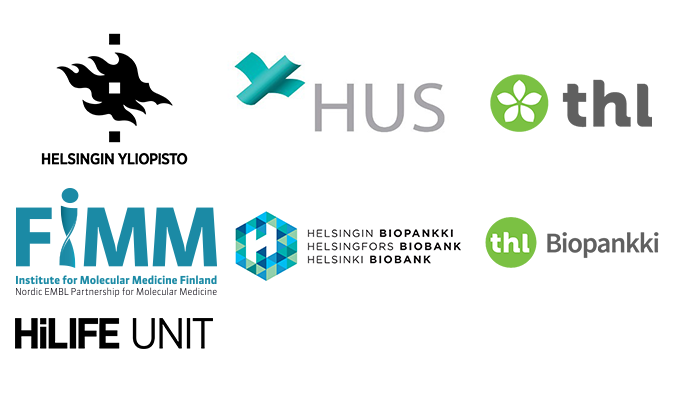 HELSINGIN YLIOPISTO
HUS
thl
FiMM
Institute for Molecular Medicine Finland
Nordic EMBL Partnership for Molecular Medicine
HELSINGIN BIOPANKKI
HELSINGFORS BIOBANK
HELSINKI BIOBANK
thl Biopankki
HiLIFE UNIT